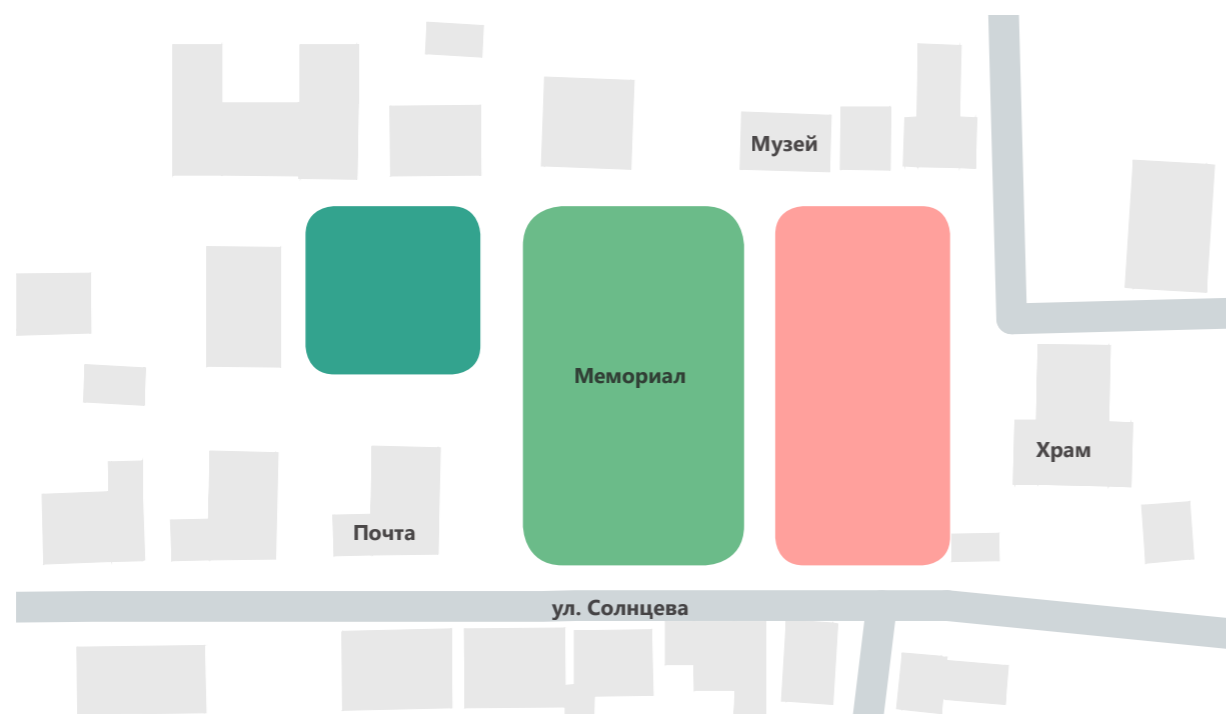 Музей
Мемориал
Храм
Почта
ул. Солнцева